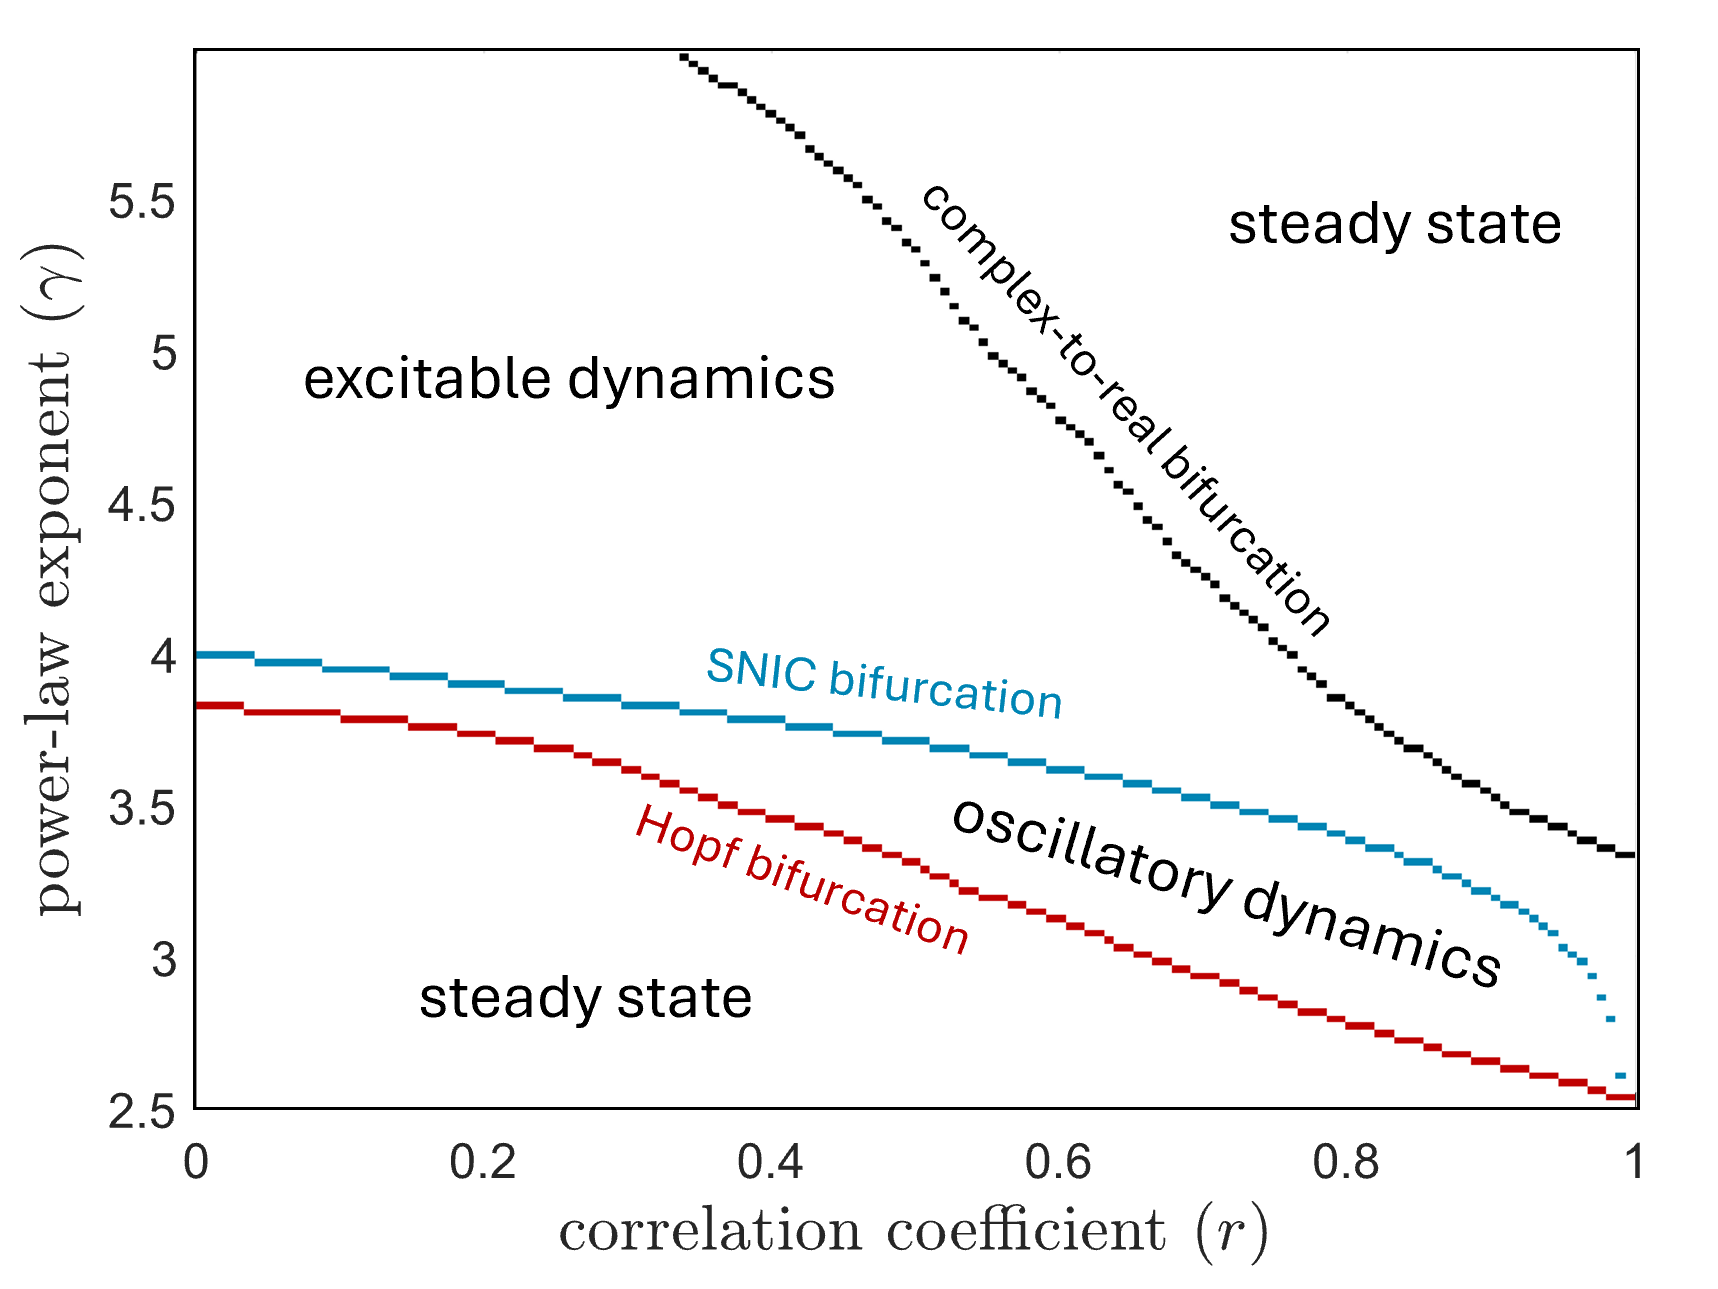 complex-to-real bifurcation
steady state
excitable dynamics
SNIC bifurcation
oscillatory dynamics
Hopf bifurcation
steady state
power-law exponent (γ)
5.5
5
4.5
4
3.5
3
2.5
0 0.2 0.4 0.6 0.8 1
correlation coefficient (r)